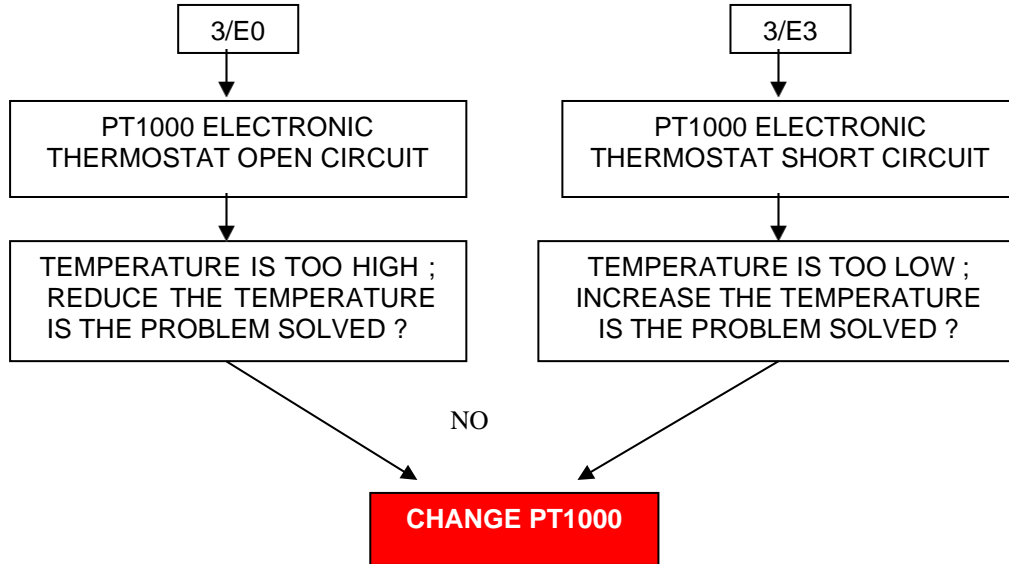 3/E0
PT1000 ELECTRONIC
THERMOSTAT OPEN CIRCUIT
TEMPERATURE IS TOO HIGH ;
REDUCE THE TEMPERATURE
IS THE PROBLEM SOLVED ?
3/E3
PT1000 ELECTRONIC
THERMOSTAT SHORT CIRCUIT
TEMPERATURE IS TOO LOW ;
INCREASE THE TEMPERATURE
IS THE PROBLEM SOLVED ?
NO
CHANGE PT1000